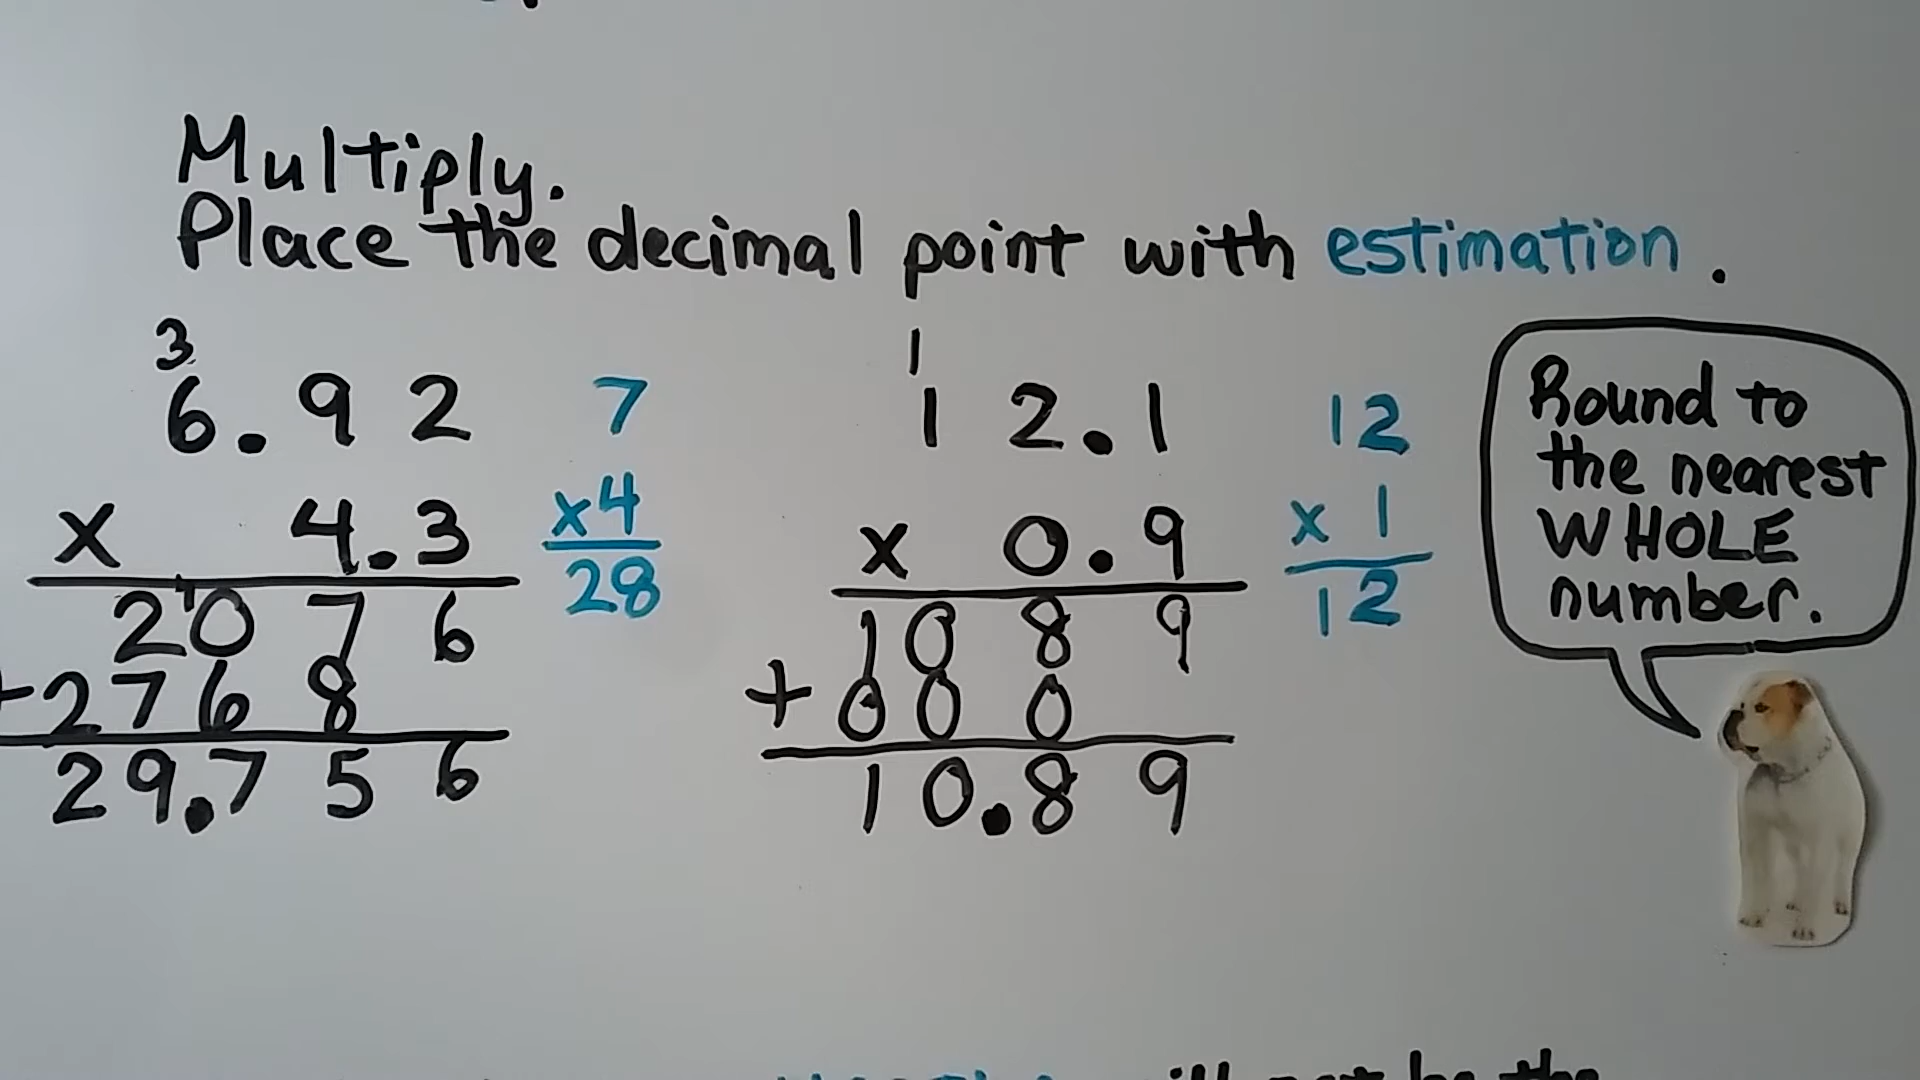 Multiply.
Place the decimal point with estimation.
3
6.92
x 4.3
1
2076
+2768
29.756
7
x4
28
1
12.1
x 0.9
1089
+000
10.89
12
x 1
12
Round to
the nearest
WHOLE
number.